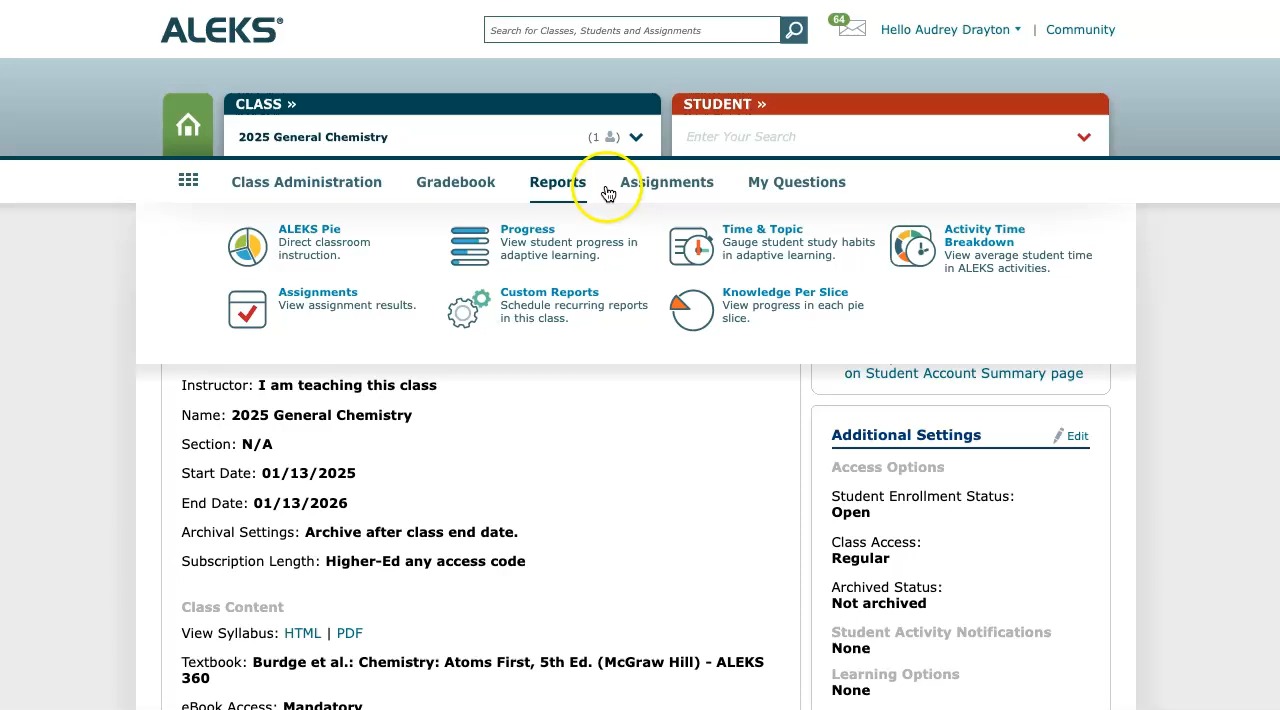 ALEKS®
Search for Classes, Students and Assignments
64
Hello Audrey Drayton
|
Community
CLASS »
STUDENT »
2025 General Chemistry
(1 )
Enter Your Search
Class Administration
Gradebook
Reports
Assignments
My Questions
ALEKS Pie
Direct classroom
instruction.
Progress
View student progress in
adaptive learning.
Time & Topic
Gauge student study habits
in adaptive learning.
Activity Time
Breakdown
View average student time
in ALEKS activities.
Assignments
View assignment results.
Custom Reports
Schedule recurring reports
in this class.
Knowledge Per Slice
View progress in each pie
slice.
Instructor: I am teaching this class
Name: 2025 General Chemistry
Section: N/A
Start Date: 01/13/2025
End Date: 01/13/2026
Archival Settings: Archive after class end date.
Subscription Length: Higher-Ed any access code
Class Content
View Syllabus: HTML | PDF
Textbook: Burdge et al.: Chemistry: Atoms First, 5th Ed. (McGraw Hill) - ALEKS
360
eBook Access: Mandatory
on Student Account Summary page
Additional Settings
Edit
Access Options
Student Enrollment Status:
Open
Class Access:
Regular
Archived Status:
Not archived
Student Activity Notifications
None
Learning Options
None